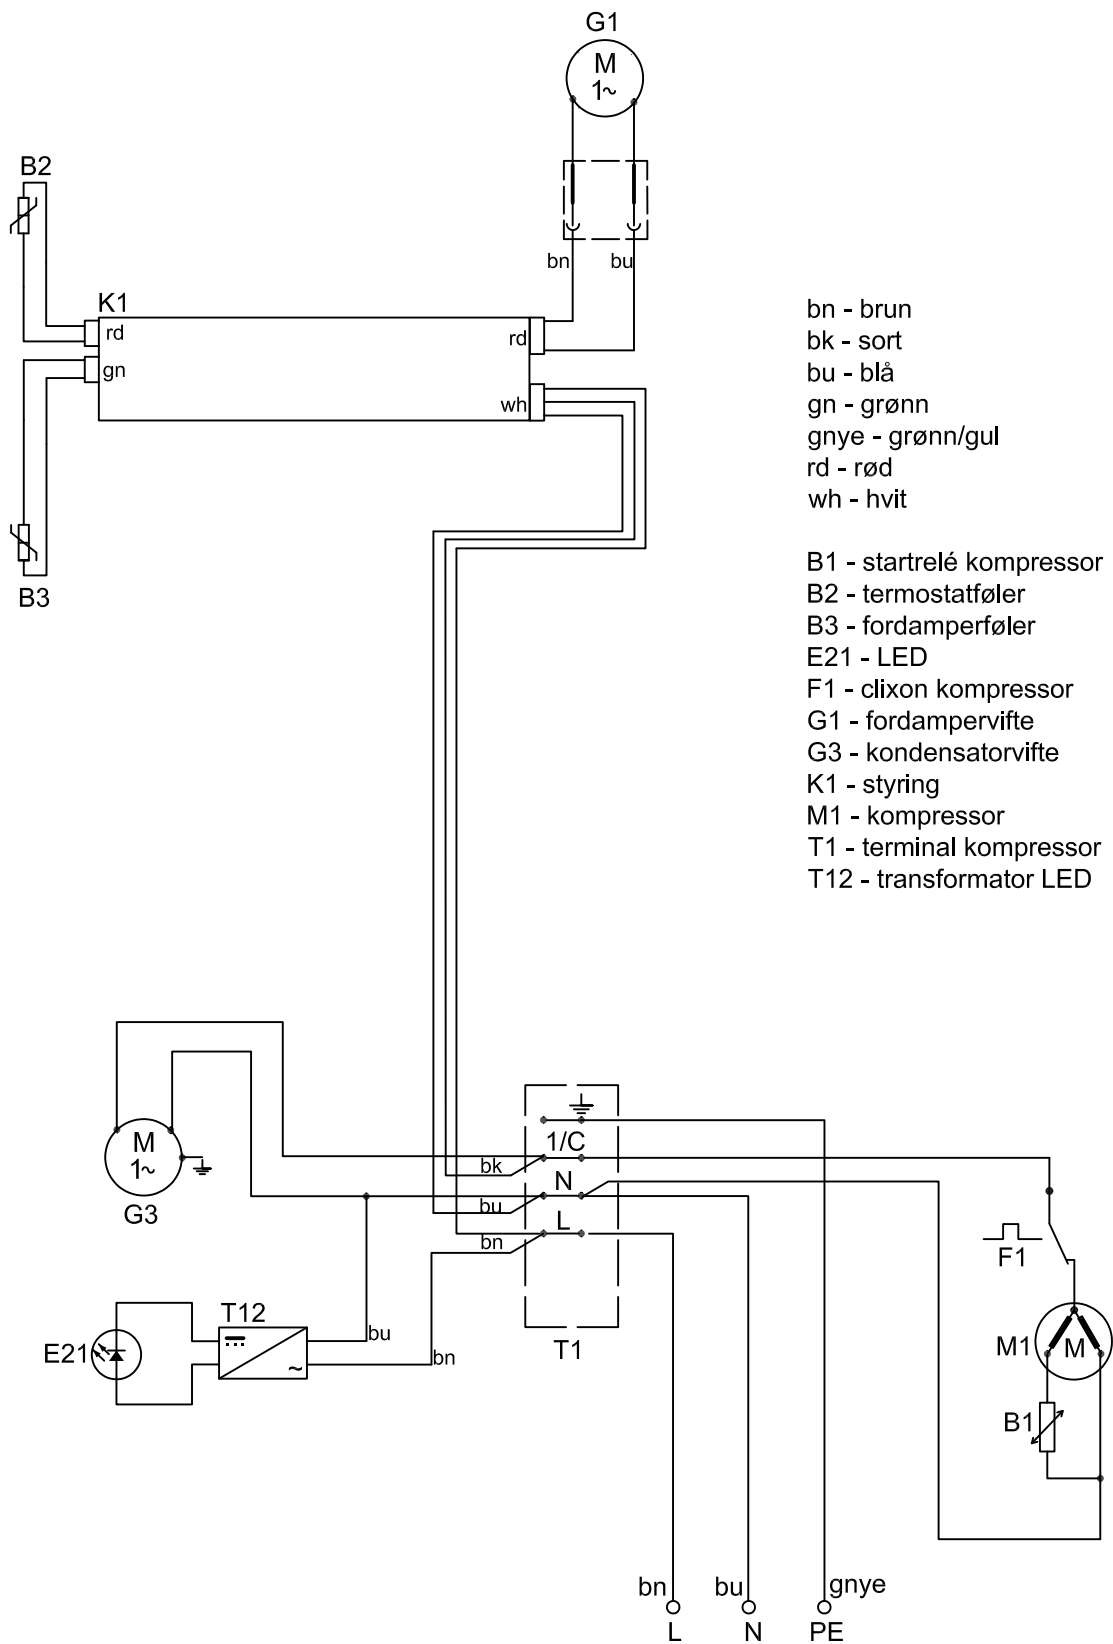 G1
M
1~
B2
bn
bu
K1
rd
rd
gn
wh
B3
bn - brun
bk - sort
bu - blå
gn - grønn
gnye - grønn/gul
rd - rød
wh - hvit
B1 - startrelé kompressor
B2 - termostatføler
B3 - fordamperføler
E21 - LED
F1 - clixon kompressor
G1 - fordampervifte
G3 - kondensatorvifte
K1 - styring
M1 - kompressor
T1 - terminal kompressor
T12 - transformator LED
M
1~
G3
1/C
bk
N
bu
L
bn
F1
T12
bu
E21
bn
~
T1
M1
M
B1
bn
bu
gnye
L
N
PE